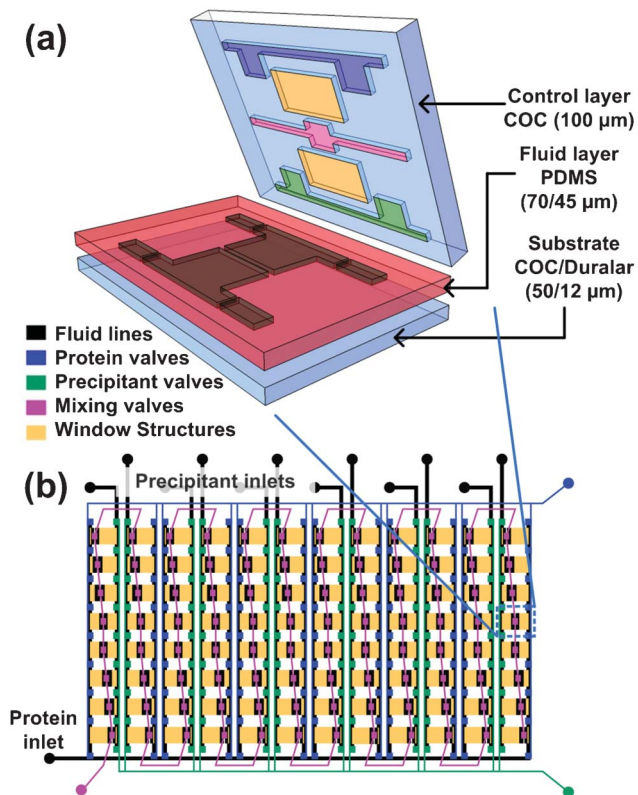 (a)
Control layer
COC (100 µm)
Fluid layer
PDMS
(70/45 µm)
Substrate
COC/Duralar
(50/12 µm)
Fluid lines
Protein valves
Precipitant valves
Mixing valves
Window Structures
(b)
Precipitant inlets
Protein
inlet